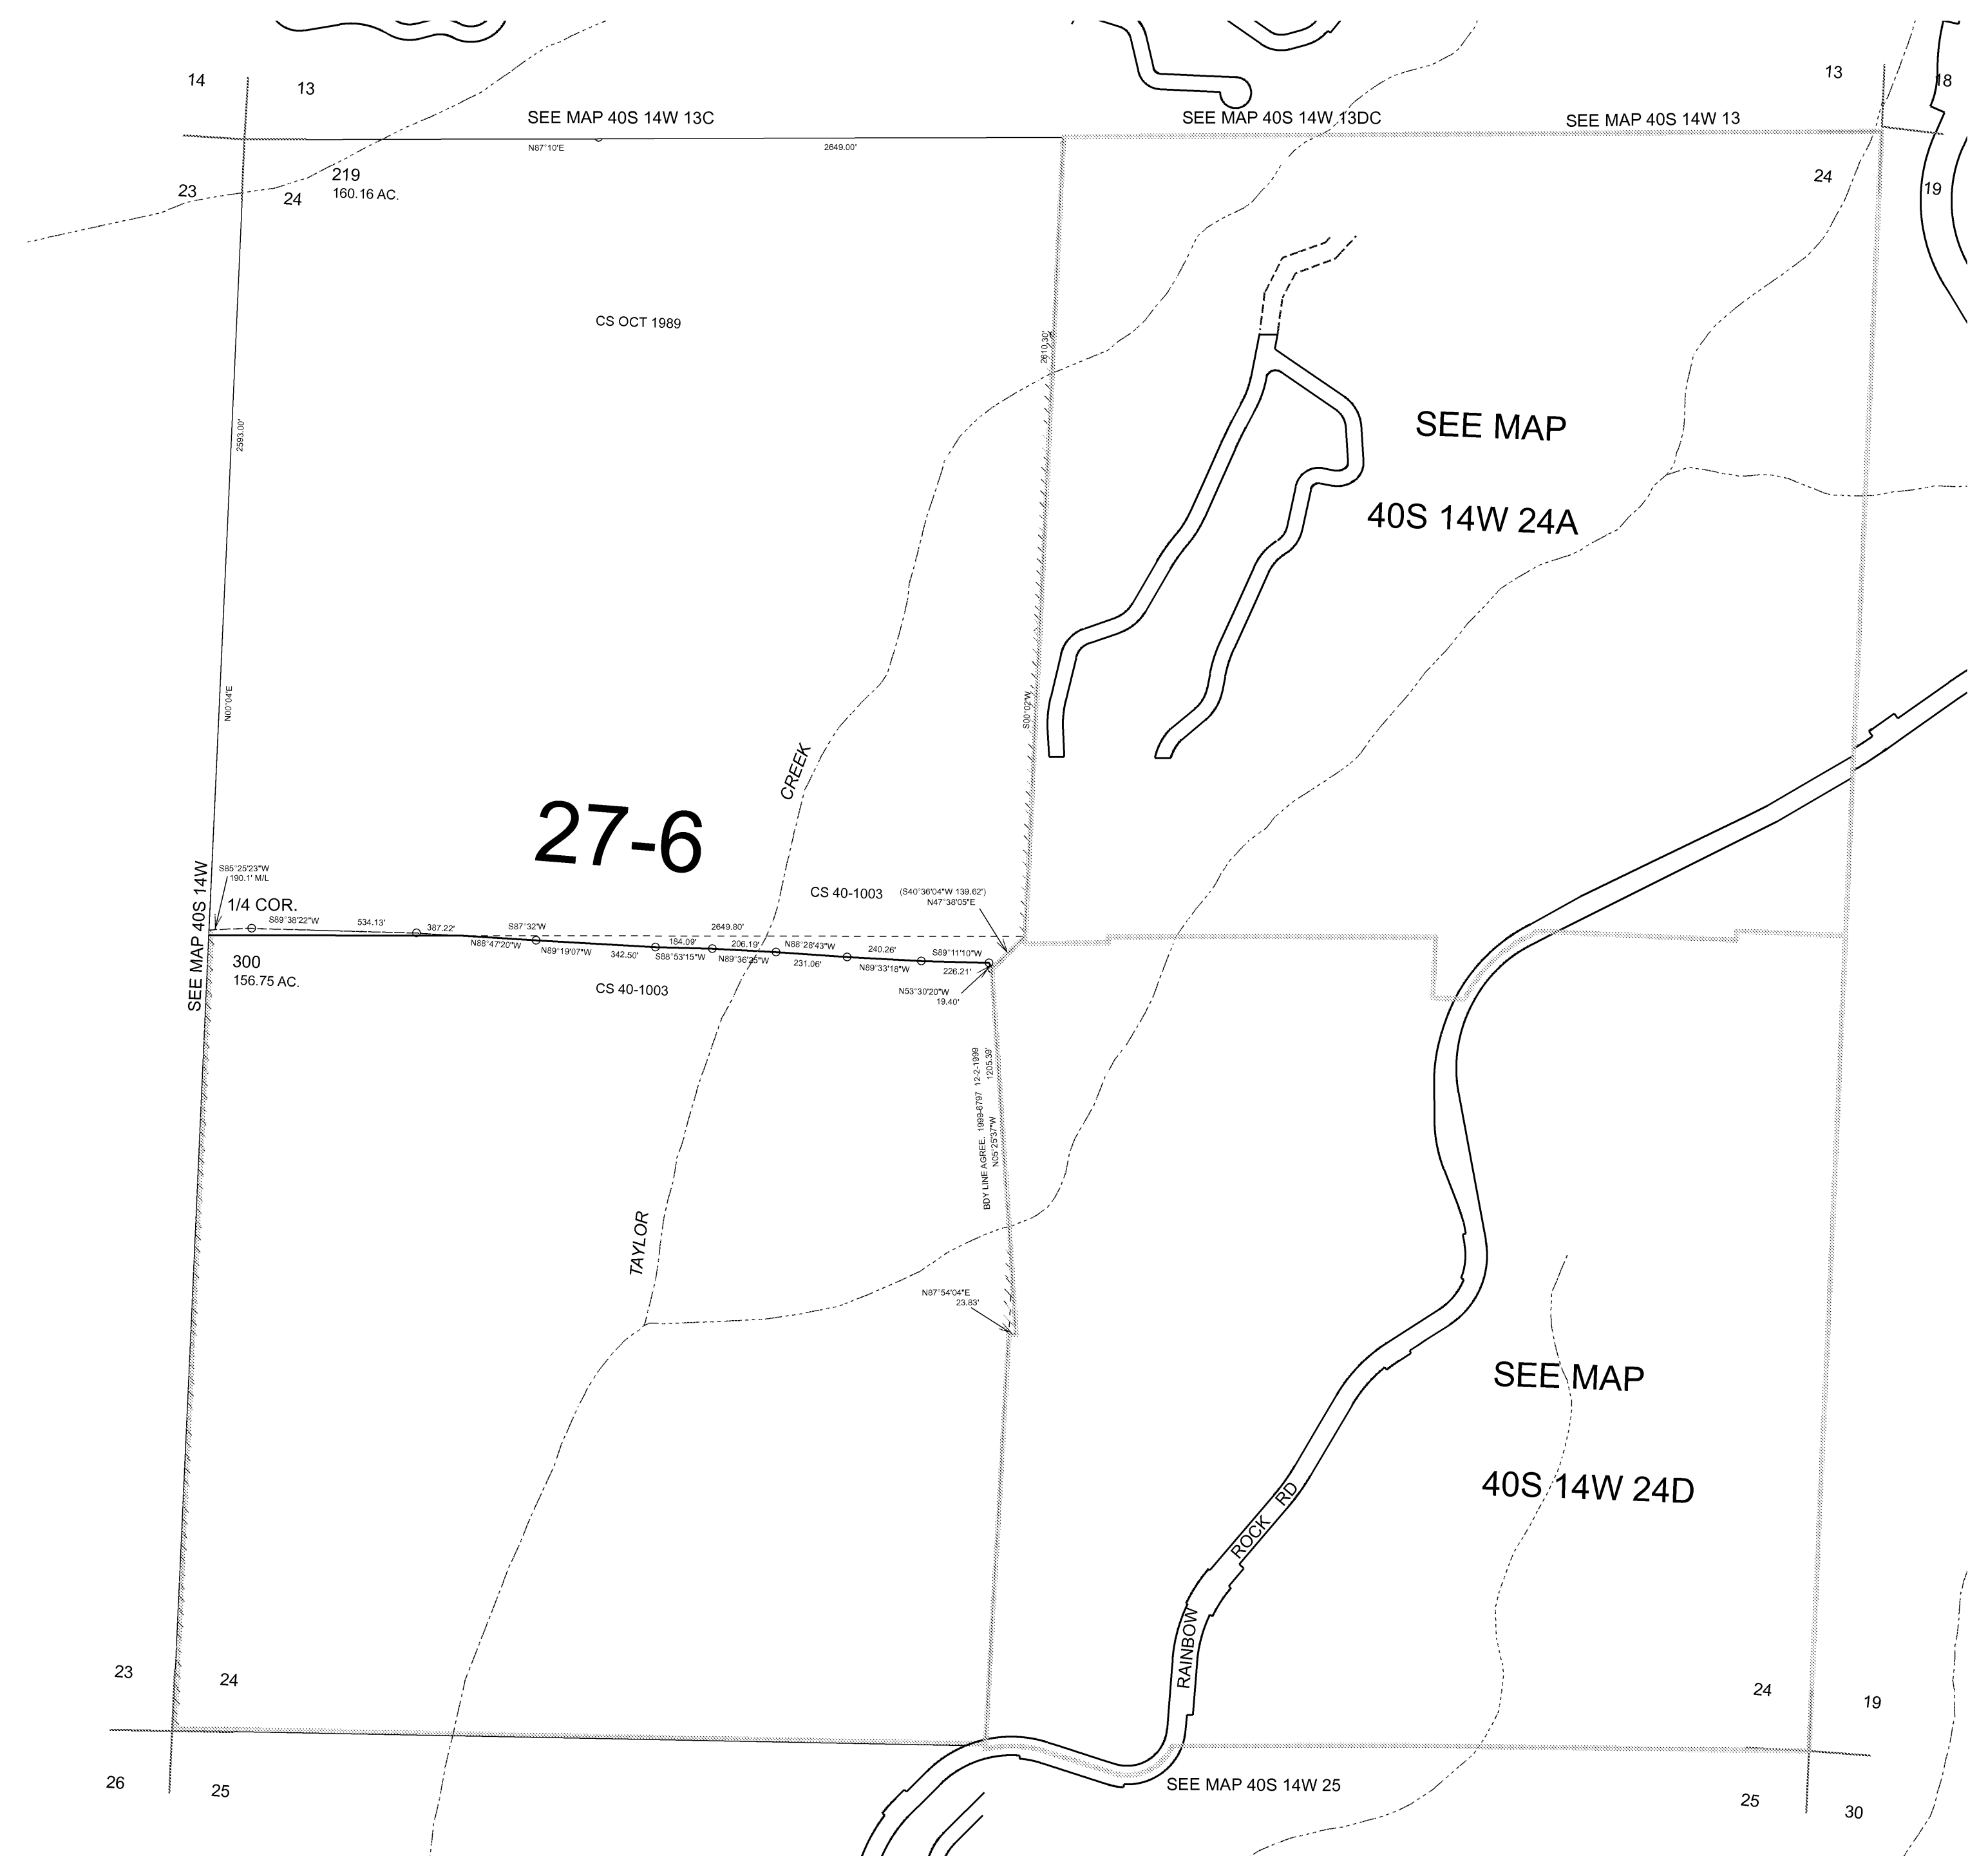 14
13
13
18
SEE MAP 40S 14W 13C
SEE MAP 40S 14W 13DC
SEE MAP 40S 14W 13
N87°10'E
2649.00'
219
160.16 AC.
23
24
24
19
CS OCT 1989
2610.30'
2593.00'
SEE MAP
40S 14W 24A
N00°04'E
S00°02'W
CREEK
27-6
SEE MAP 40S 14W
S85°25'23"W
190.1' M/L
1/4 COR.
CS 40-1003
(S40°36'04"W 139.62')
N47°38'05"E
S89°38'22"W
534.13'
387.22'
S87°32'W
2649.80'
N88°47'20"W
N89°19'07"W
342.50'
184.09'
S88°53'15"W
206.19'
N89°36'25"W
N88°28'43"W
231.06'
240.26'
N89°33'18"W
S89°11'10"W
226.21'
300
156.75 AC.
CS 40-1003
N53°30'20"W
19.40'
BDY LINE AGREE. 1999-6797 12-2-1999
1205.39'
N05°25'37"W
TAYLOR
N87°54'04"E
23.83'
SEE MAP
40S 14W 24D
RAINBOW ROCK RD
23
24
24
19
26
25
SEE MAP 40S 14W 25
25
30